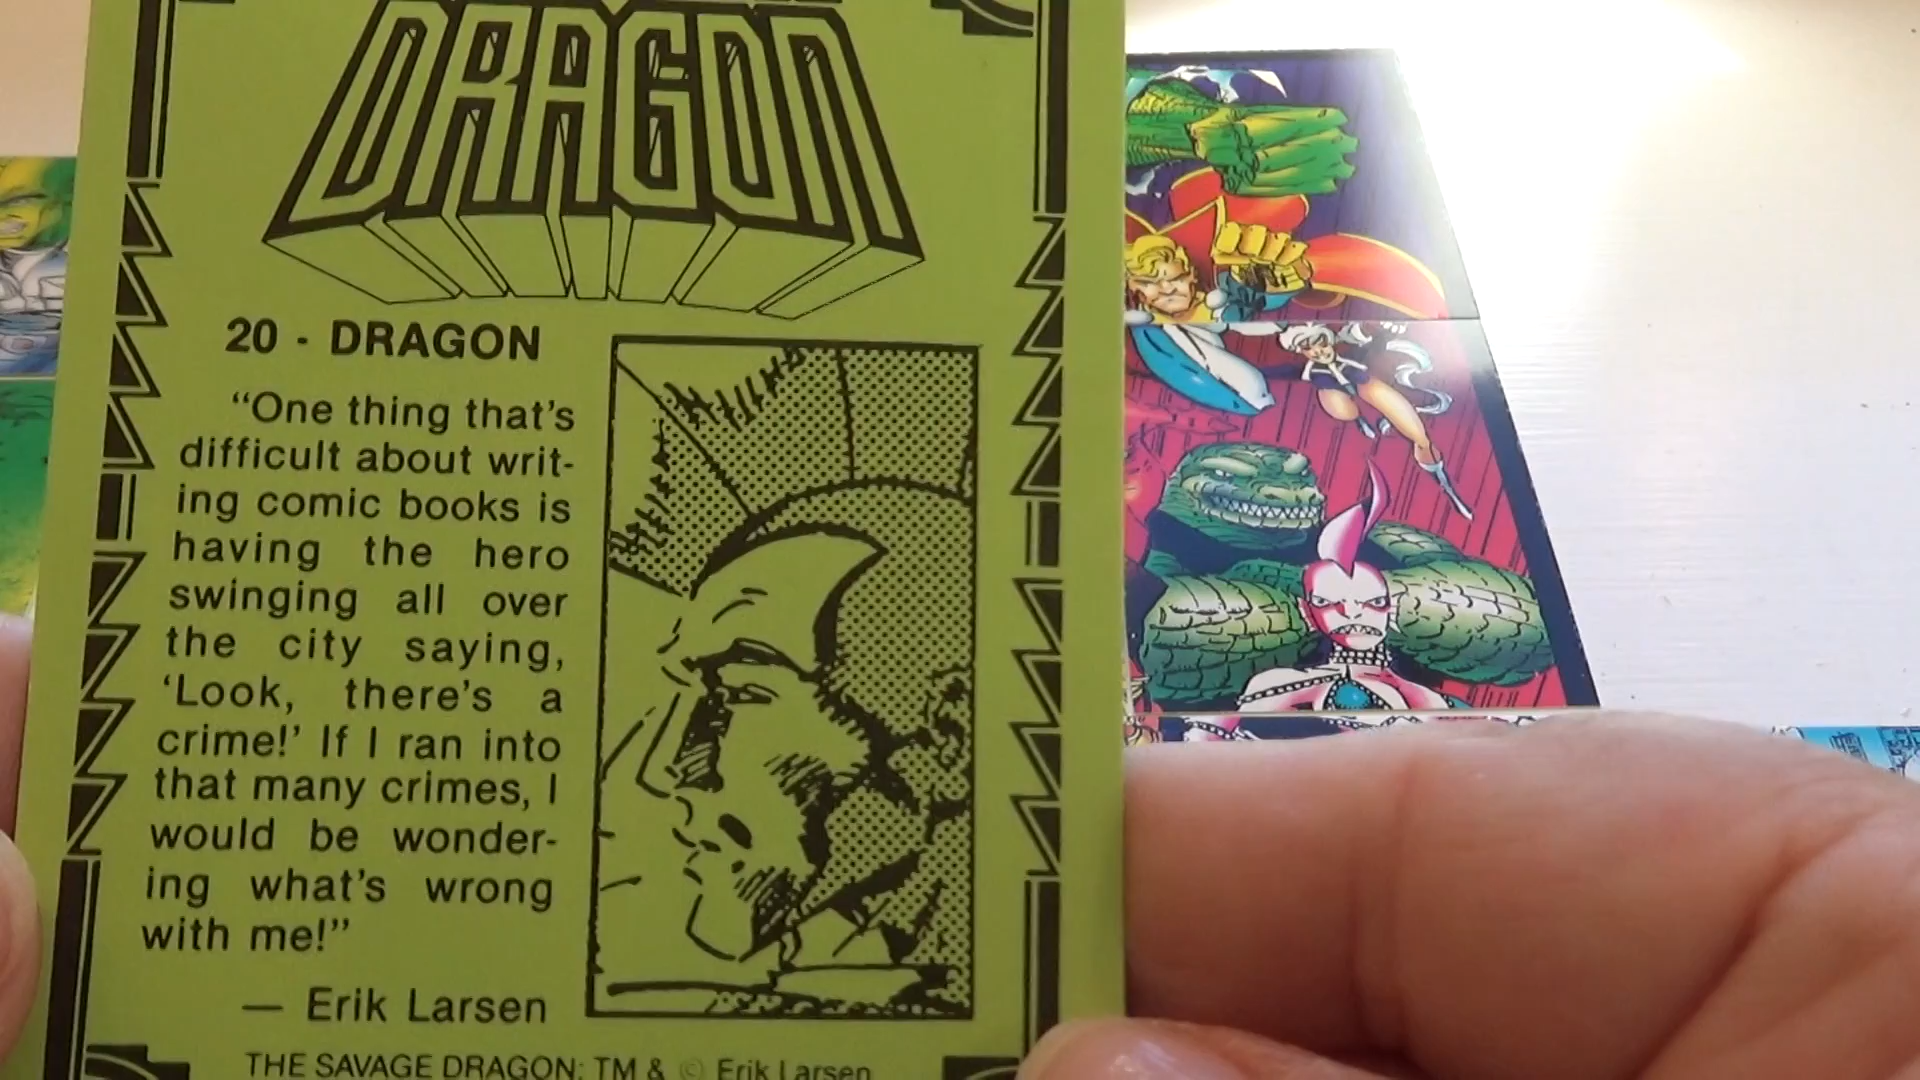 DRAGON
20 - DRAGON
“One thing that’s
difficult about writ-
ing comic books is
having the hero
swinging all over
the city saying,
‘Look, there’s a
crime!’ If I ran into
that many crimes, I
would be wonder-
ing what’s wrong
with me!”
— Erik Larsen
THE SAVAGE DRAGON: TM & © Erik Larsen